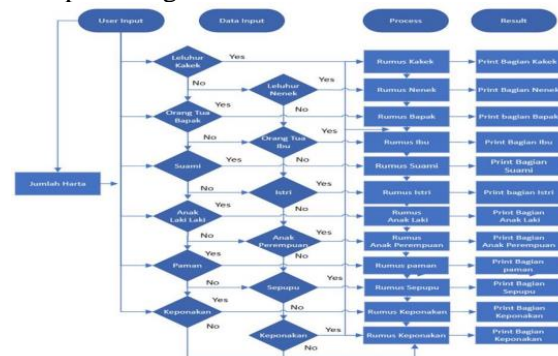 User Input
Data Input
Process
Result
Leluhur
Kakek
Yes
Rumus Kakek
Print Bagian Kakek
No
Leluhur
Nenek
Yes
Rumus Nenek
Print Bagian Nenek
Orang Tua
Bapak
Yes
Rumus Bapak
Print bagian Bapak
No
Orang Tua
Ibu
Yes
Rumus Ibu
Print Bagian Ibu
Suami
Yes
Rumus Suami
Print Bagian
Suami
Jumlah Harta
No
Istri
Yes
Rumus Istri
Print bagian Istri
Anak
Laki Laki
Yes
Rumus
Anak Laki
Print Bagian
Anak Laki
No
Anak
Perempuan
Yes
Rumus
Anak Perempuan
Print Bagian
Anak Perempuan
Paman
Yes
Rumus paman
Print Bagian
paman
No
Sepupu
Yes
Rumus Sepupu
Print Bagian
Sepupu
Keponakan
Yes
Rumus Keponakan
Print Bagian
Keponakan
No
Keponakan
Yes
Rumus Keponakan
Print Bagian
Keponakan
No